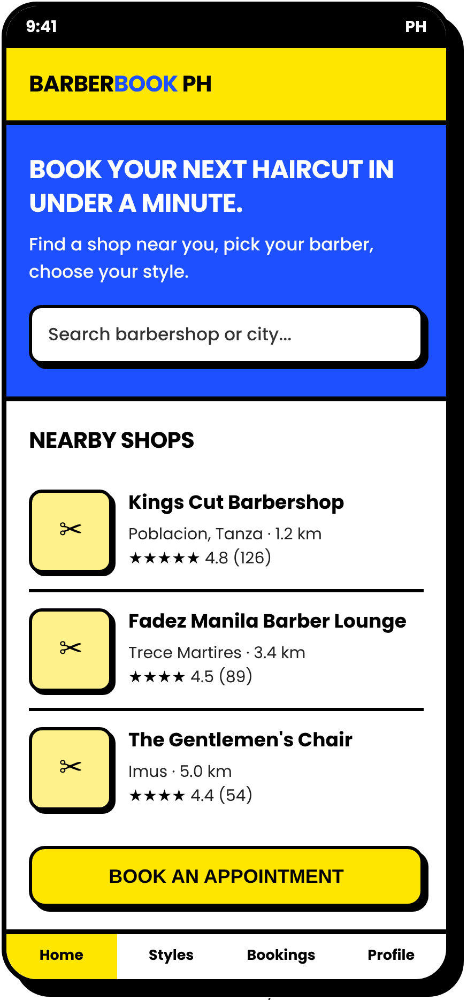 9:41 PH
BARBERBOOK PH
BOOK YOUR NEXT HAIRCUT IN
UNDER A MINUTE.
Find a shop near you, pick your barber,
choose your style.
Search barbershop or city...
NEARBY SHOPS
Kings Cut Barbershop
Poblacion, Tanza · 1.2 km
★★★★★ 4.8 (126)
Fadez Manila Barber Lounge
Trece Martires · 3.4 km
★★★★ 4.5 (89)
The Gentlemen's Chair
Imus · 5.0 km
★★★★ 4.4 (54)
BOOK AN APPOINTMENT
Home Styles Bookings Profile